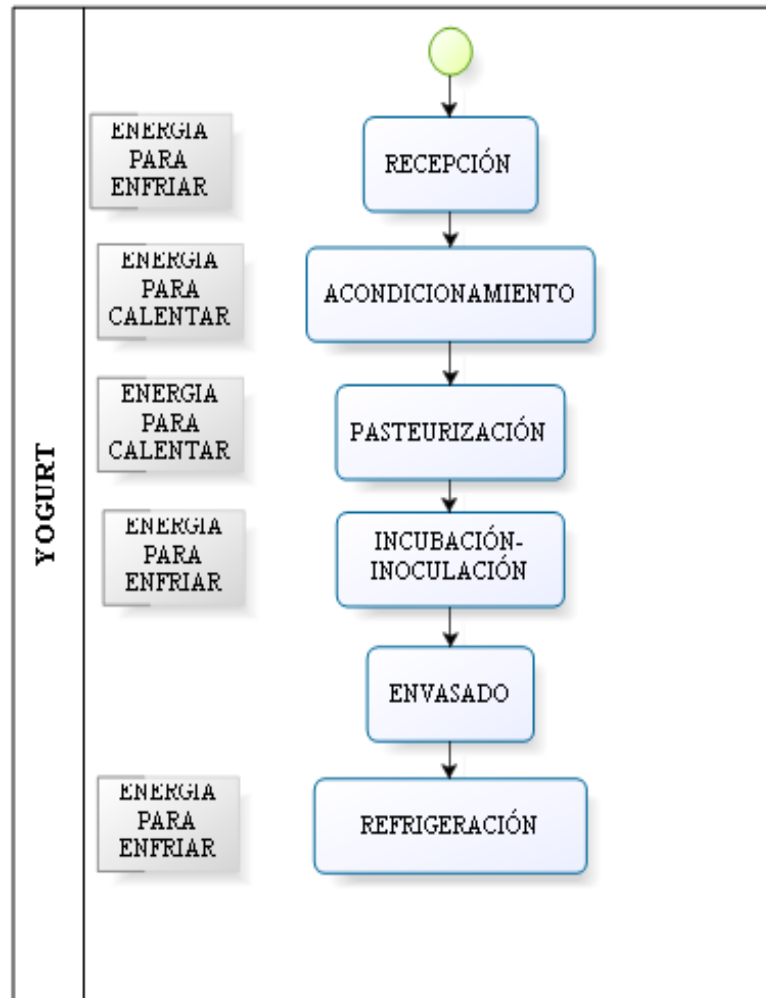 YOGURT
ENERGIA
PARA
ENFRIAR
RECEPCIÓN
ENERGIA
PARA
CALENTAR
ACONDICIONAMIENTO
ENERGIA
PARA
CALENTAR
PASTEURIZACIÓN
ENERGIA
PARA
ENFRIAR
INCUBACIÓN-
INOCULACIÓN
ENVASADO
ENERGIA
PARA
ENFRIAR
REFRIGERACIÓN